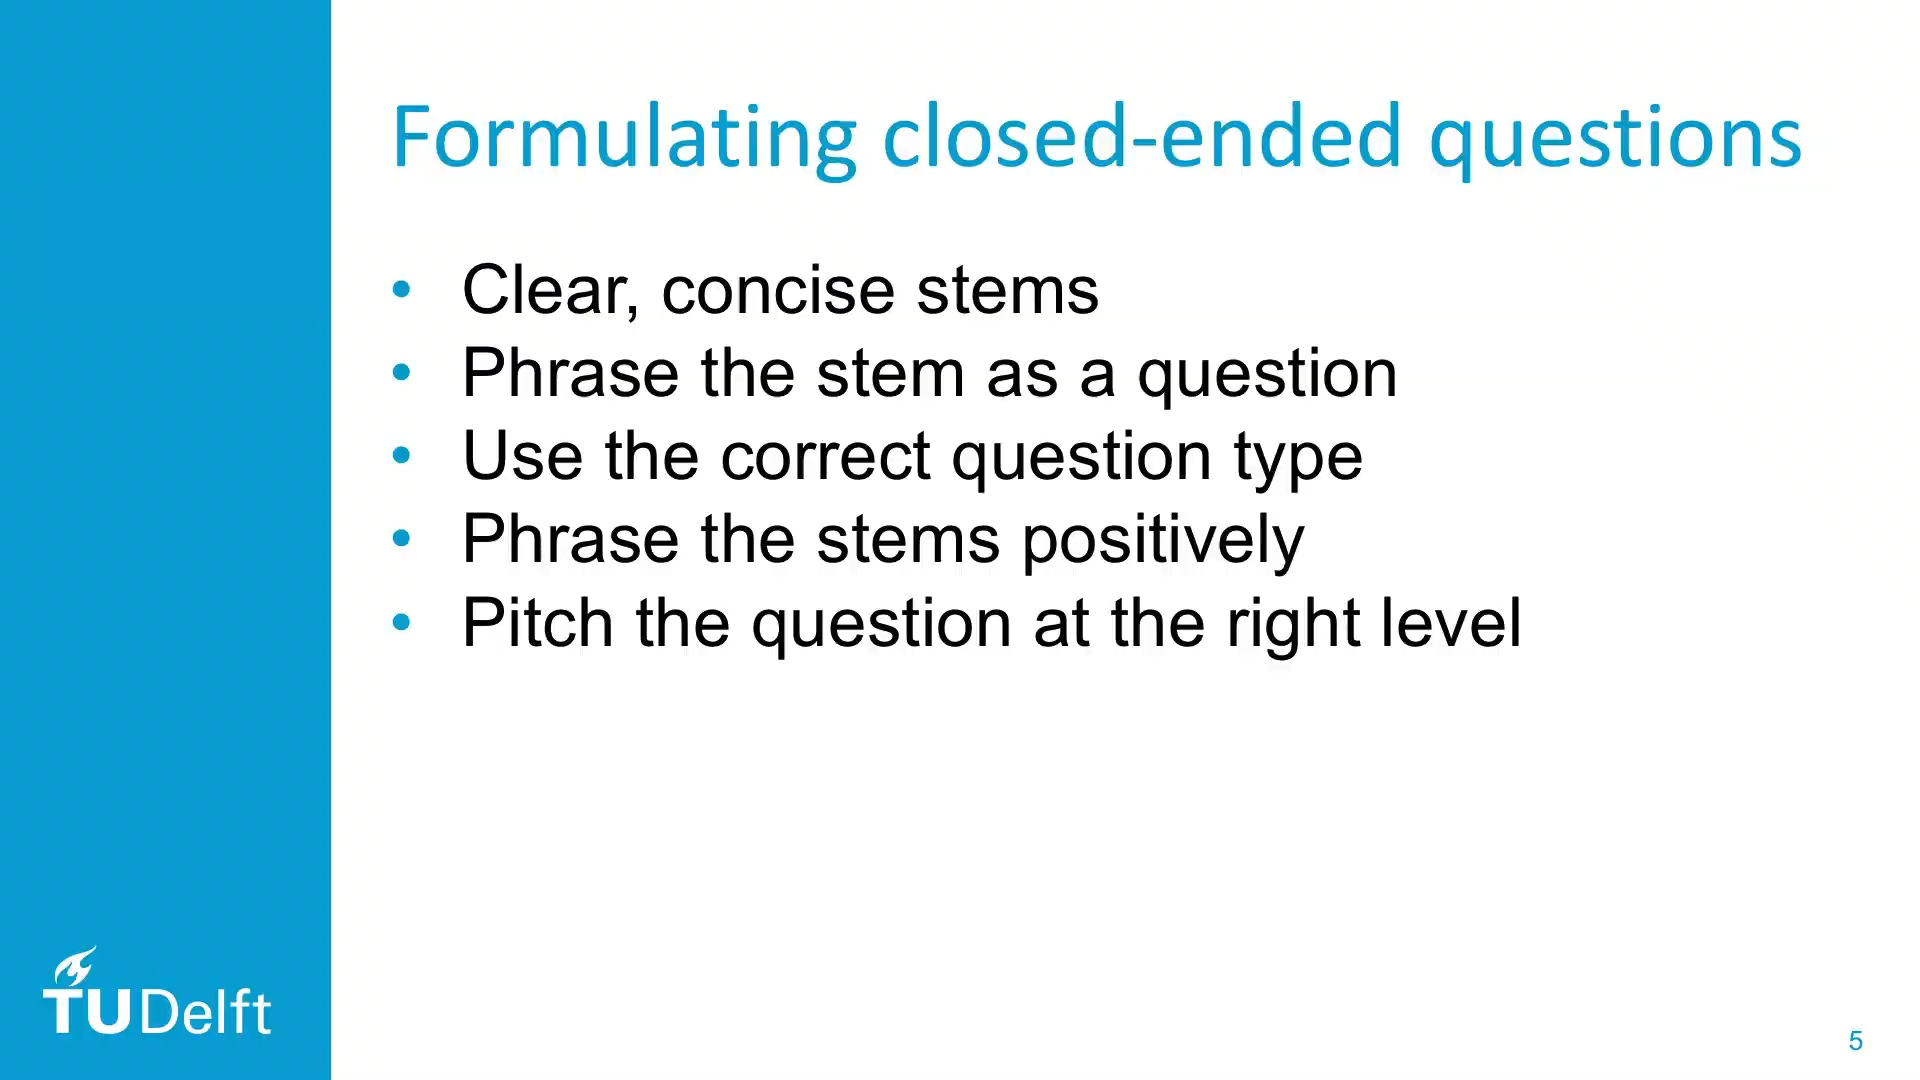 Formulating closed-ended questions
• Clear, concise stems
• Phrase the stem as a question
• Use the correct question type
• Phrase the stems positively
• Pitch the question at the right level
TUDelft
5